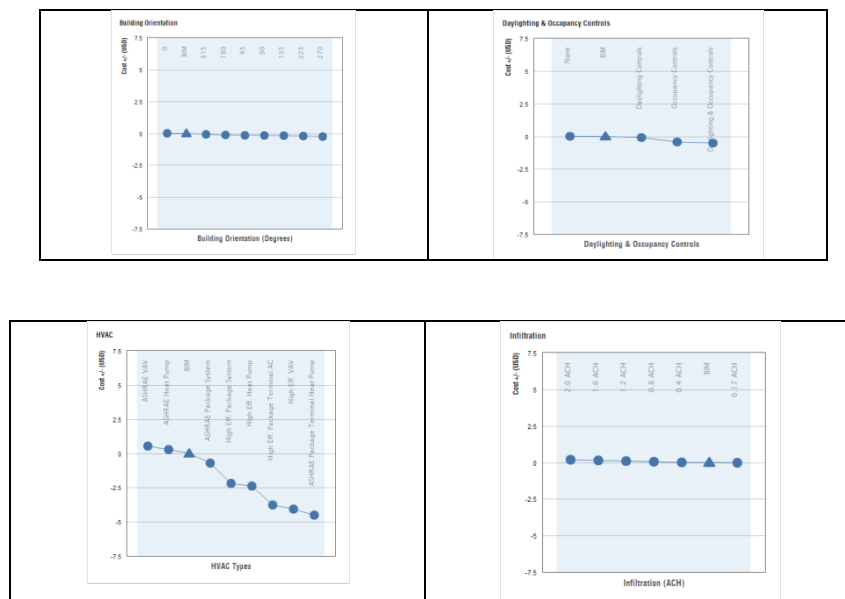 Building Orientation
Cost +/- (USD)
7.5
5
2.5
0
-2.5
-5
-7.5
0
BIM
315
180
45
90
135
225
270
Building Orientation (Degrees)
Daylighting & Occupancy Controls
Cost +/- (USD)
7.5
5
2.5
0
-2.5
-5
-7.5
None
BIM
Daylighting Controls
Occupancy Controls
Daylighting & Occupancy Controls
Daylighting & Occupancy Controls
HVAC
Cost +/- (USD)
7.5
5
2.5
0
-2.5
-5
-7.5
ASHRAE VAV
ASHRAE Heat Pump
BIM
ASHRAE Package System
High Eff. Package System
High Eff. Heat Pump
High Eff. Package Terminal AC
High Eff. VAV
ASHRAE Package Terminal Heat Pump
HVAC Types
Infiltration
Cost +/- (USD)
7.5
5
2.5
0
-2.5
-5
-7.5
2.0 ACH
1.6 ACH
1.2 ACH
0.8 ACH
0.4 ACH
BIM
0.17 ACH
Infiltration (ACH)